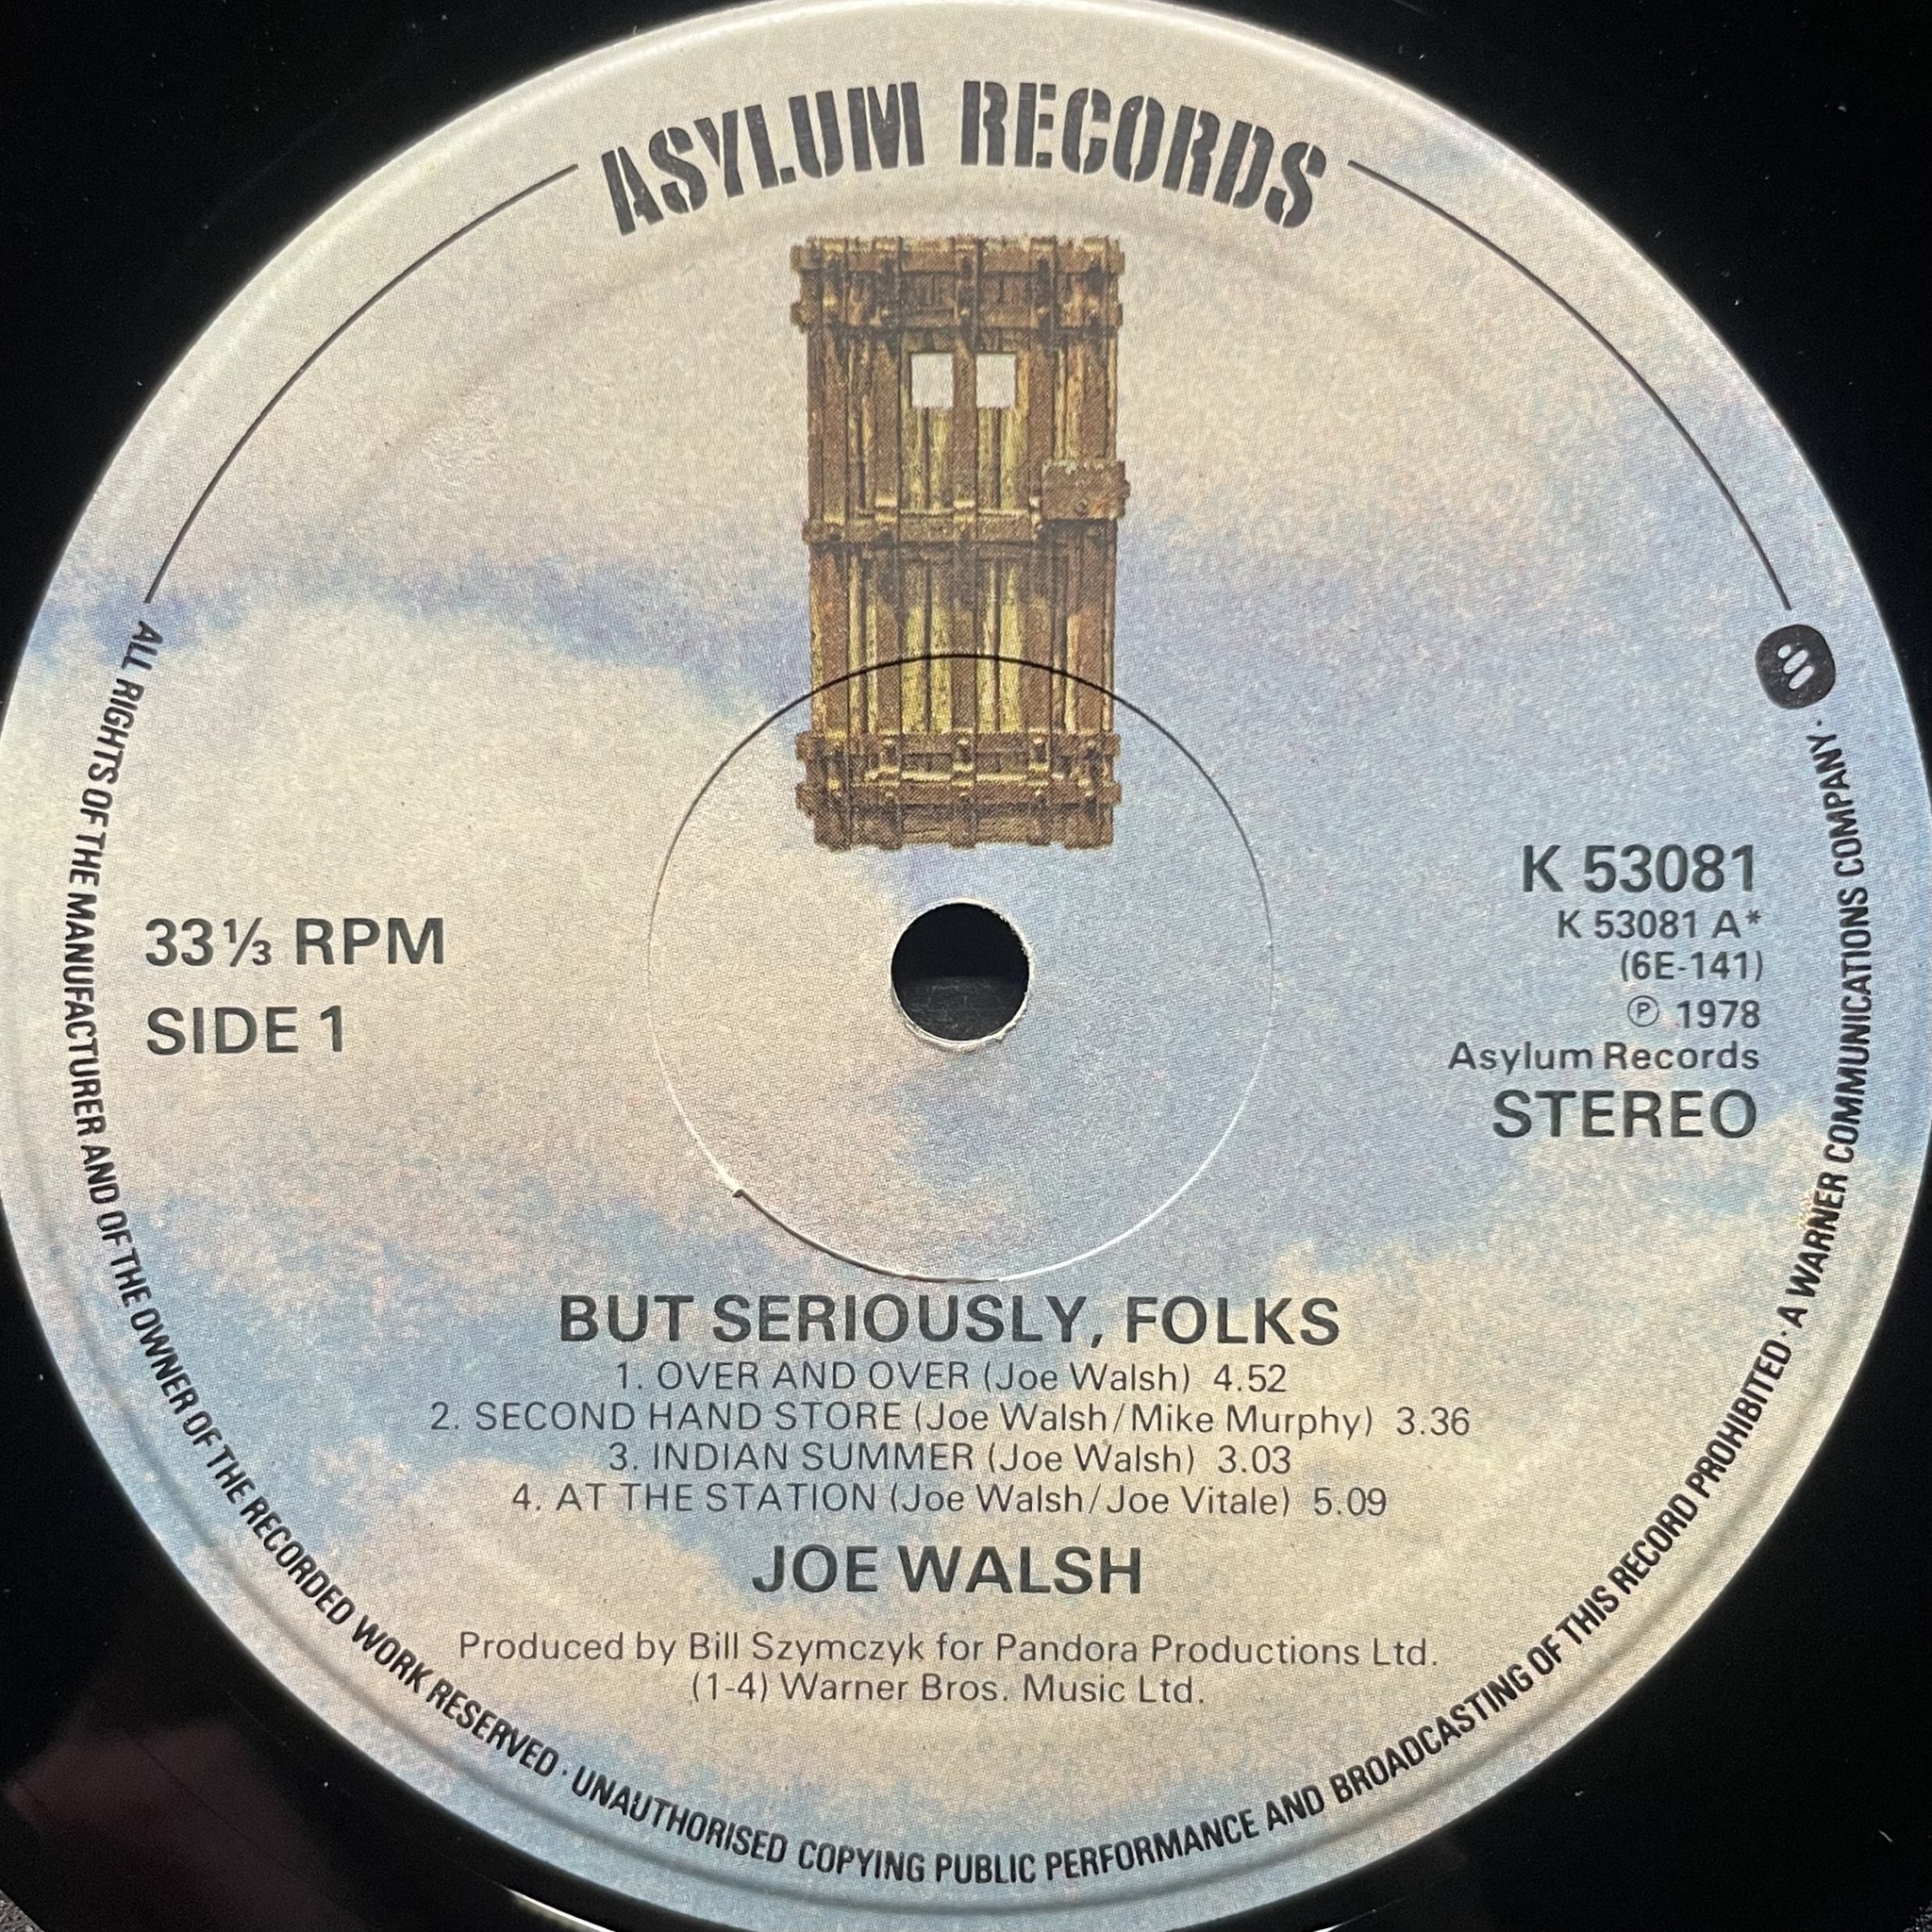 ASYLUM RECORDS
33⅓ RPM
SIDE 1
K 53081
K 53081 A*
(6E-141)
℗ 1978
Asylum Records
STEREO
BUT SERIOUSLY, FOLKS
1. OVER AND OVER (Joe Walsh) 4.52
2. SECOND HAND STORE (Joe Walsh/Mike Murphy) 3.36
3. INDIAN SUMMER (Joe Walsh) 3.03
4. AT THE STATION (Joe Walsh/Joe Vitale) 5.09
JOE WALSH
Produced by Bill Szymczyk for Pandora Productions Ltd.
(1-4) Warner Bros. Music Ltd.
ALL RIGHTS OF THE MANUFACTURER AND OF THE OWNER OF THE RECORDED WORK RESERVED · UNAUTHORISED COPYING PUBLIC PERFORMANCE AND BROADCASTING OF THIS RECORD PROHIBITED · A WARNER COMMUNICATIONS COMPANY ·